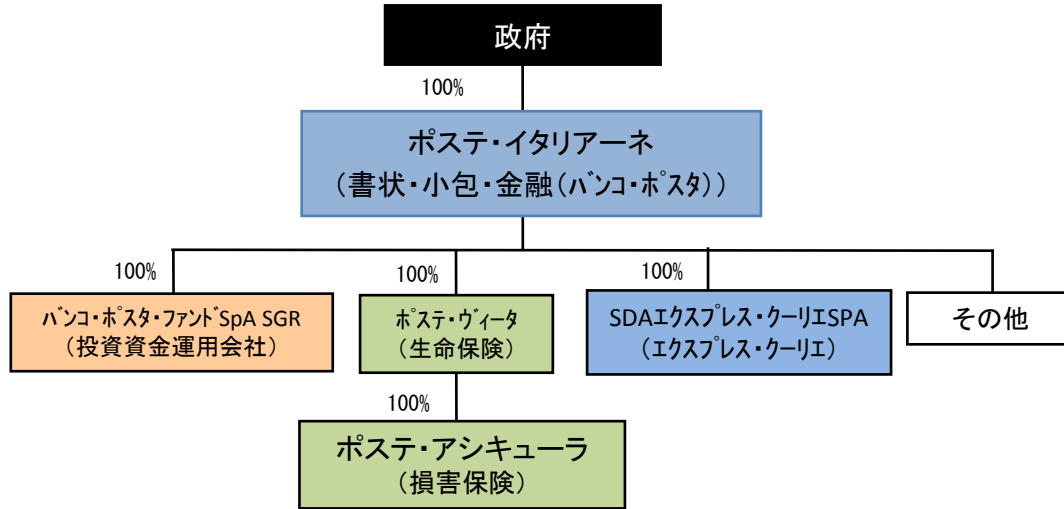 政府
100%
ポステ・イタリアーネ
(書状・小包・金融(ﾊﾞﾝｺ・ﾎﾟｽﾀ))
100%
100%
100%
ﾊﾞﾝｺ・ﾎﾟｽﾀ・ﾌｧﾝﾄﾞSpA SGR
(投資資金運用会社)
ﾎﾟｽﾃ・ｳﾞｨｰﾀ
(生命保険)
SDAｴｸｽﾌﾟﾚｽ・ｸｰﾘｴSPA
(ｴｸｽﾌﾟﾚｽ・ｸｰﾘｴ)
その他
100%
ポステ・アシキューラ
(損害保険)